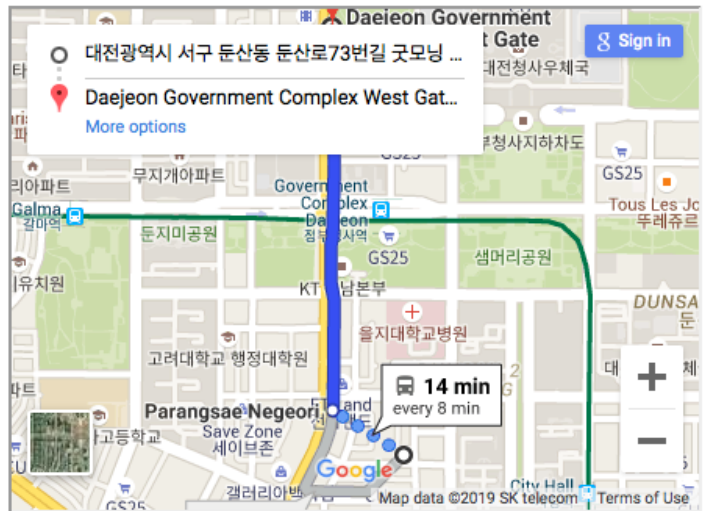 Daejeon Government
t Gate
대전광역시 서구 둔산동 둔산로73번길 굿모닝 ...
Daejeon Government Complex West Gat...
More options
Sign in
대전청사우체국
부청사지하차도
GS25
리아파트
무지개아파트
Government
Complex
Daejeon
GS25
Tous Les Jo
뚜레쥬르
Galma
갈마역
둔지미공원
GS25
샘머리공원
유치원
KT
남본부
DUNSA
둔
을지대학교병원
고려대학교 행정대학원
14 min
every 8 min
Parangsae Negeori
Save Zone
세이브존
고등학교
Google
갤러리아백
GS25
City Hall
Map data ©2019 SK telecom
Terms of Use